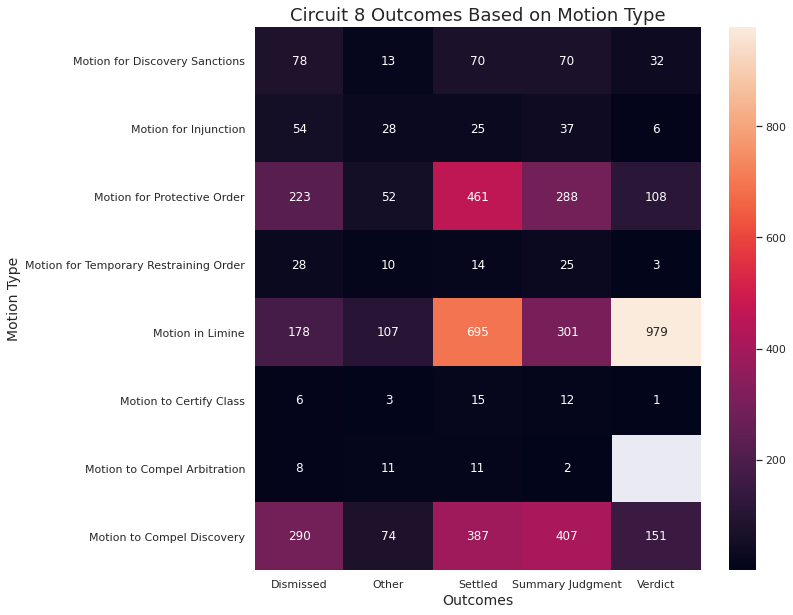 Circuit 8 Outcomes Based on Motion Type
Motion Type
Motion for Discovery Sanctions 78 13 70 70 32
Motion for Injunction 54 28 25 37 6
Motion for Protective Order 223 52 461 288 108
Motion for Temporary Restraining Order 28 10 14 25 3
Motion in Limine 178 107 695 301 979
Motion to Certify Class 6 3 15 12 1
Motion to Compel Arbitration 8 11 11 2
Motion to Compel Discovery 290 74 387 407 151
Dismissed Other Settled Summary Judgment Verdict
Outcomes
800
600
400
200